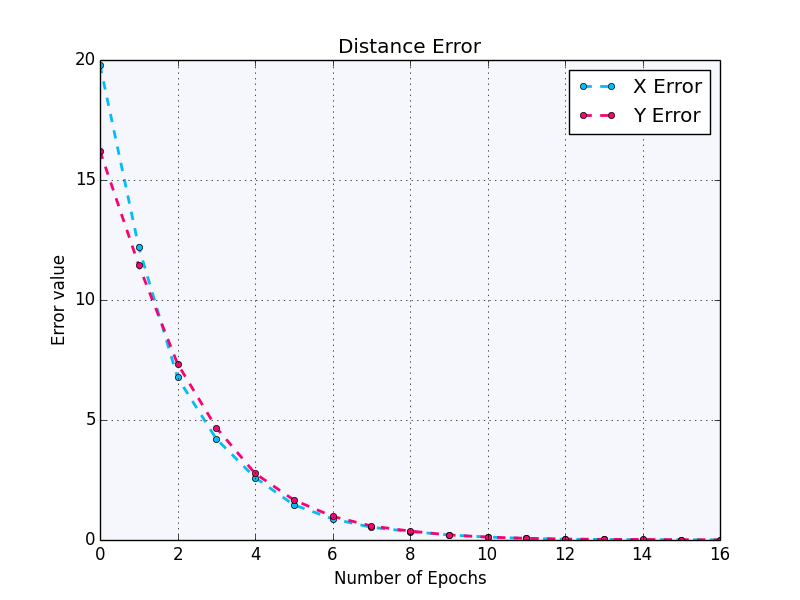 Distance Error
X Error
Y Error
Error value
20
15
10
5
0
0 2 4 6 8 10 12 14 16
Number of Epochs